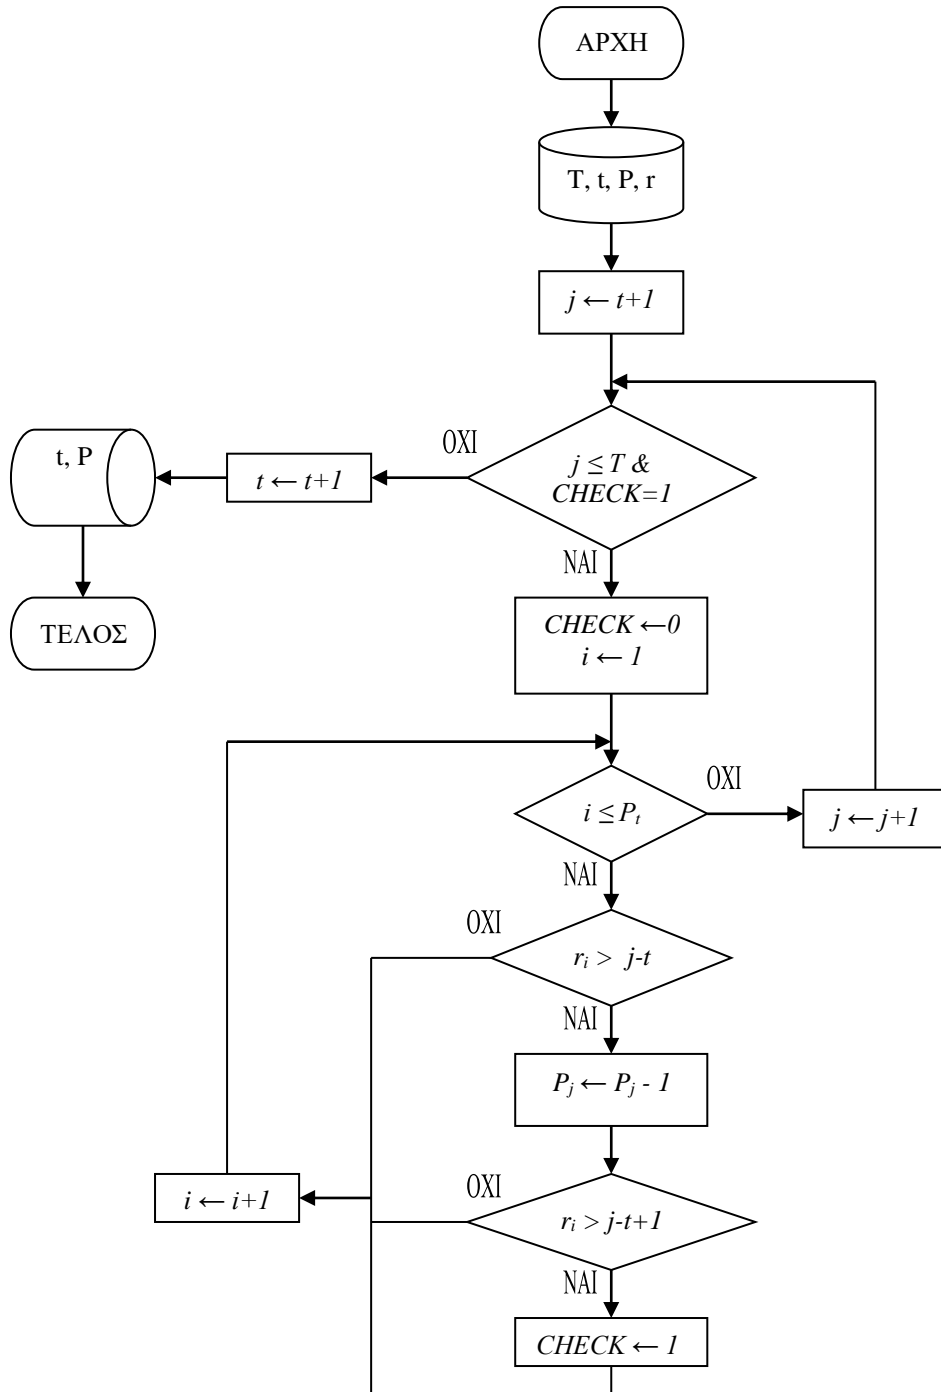 ΑΡΧΗ
T, t, P, r
j ← t+1
ΟΧΙ
j ≤ T &
CHECK=1
t ← t+1
t, P
ΝΑΙ
ΤΕΛΟΣ
CHECK ←0
i ← 1
i ≤ Pt
ΟΧΙ
j ← j+1
ΝΑΙ
ΟΧΙ
ri > j-t
ΝΑΙ
Pj ← Pj - 1
ΟΧΙ
i ← i+1
ri > j-t+1
ΝΑΙ
CHECK ← 1